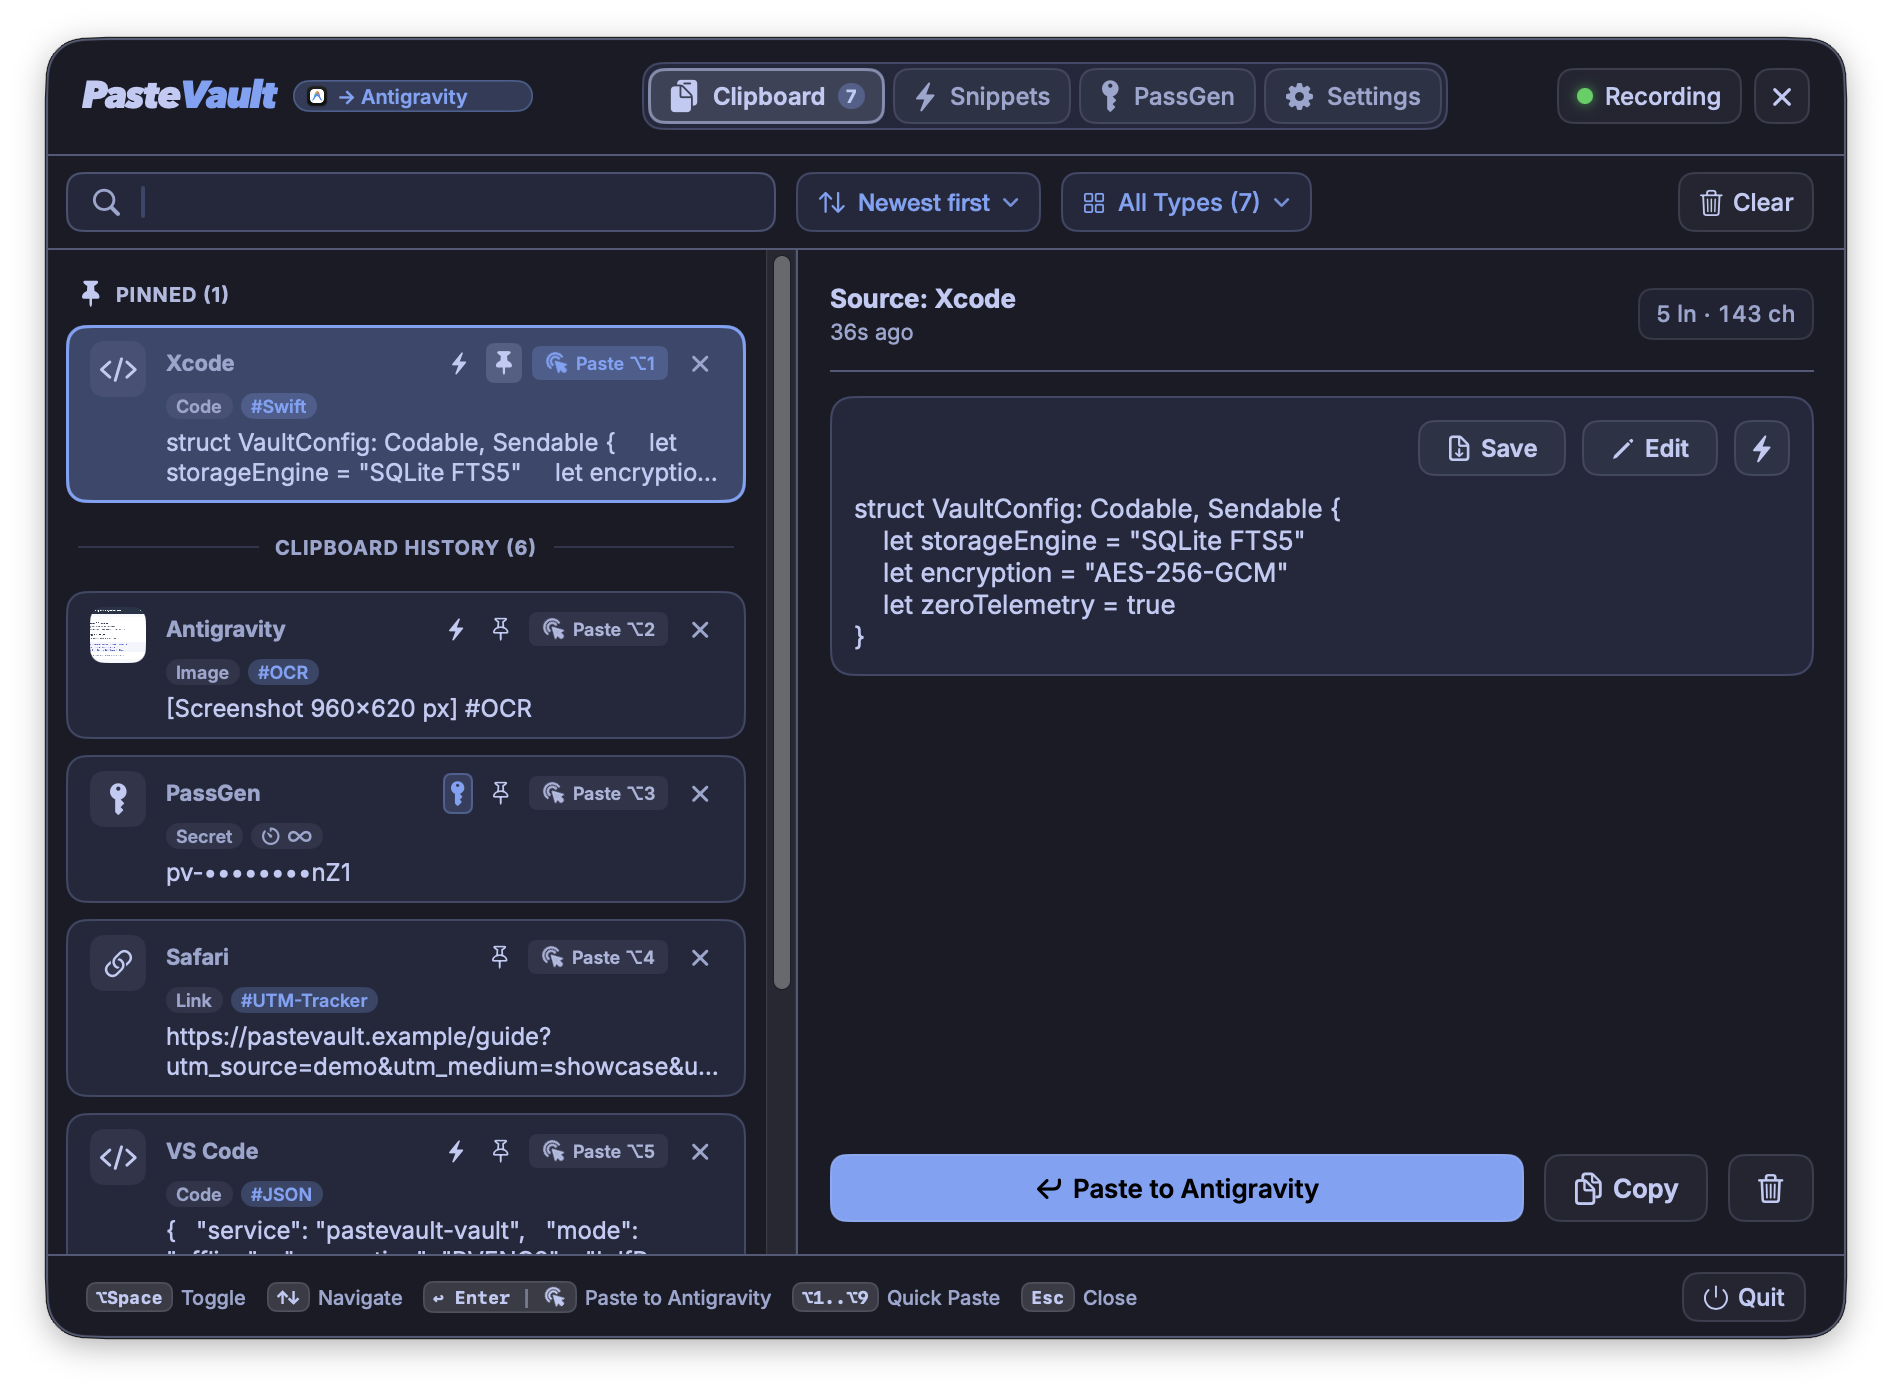 PasteVault
→ Antigravity
Clipboard 7
Snippets
PassGen
Settings
Recording
Newest first
All Types (7)
Clear
PINNED (1)
Xcode
Paste ⌥1
Code #Swift
struct VaultConfig: Codable, Sendable { let
storageEngine = "SQLite FTS5" let encryptio...
CLIPBOARD HISTORY (6)
Antigravity
Paste ⌥2
Image #OCR
[Screenshot 960×620 px] #OCR
PassGen
Paste ⌥3
Secret ∞
pv-••••••••nZ1
Safari
Paste ⌥4
Link #UTM-Tracker
https://pastevault.example/guide?
utm_source=demo&utm_medium=showcase&u...
VS Code
Paste ⌥5
Code #JSON
{ "service": "pastevault-vault", "mode":
Source: Xcode
36s ago
5 ln · 143 ch
Save
Edit
struct VaultConfig: Codable, Sendable {
let storageEngine = "SQLite FTS5"
let encryption = "AES-256-GCM"
let zeroTelemetry = true
}
Paste to Antigravity
Copy
⌥Space Toggle
↑↓ Navigate
↩ Enter | Paste to Antigravity
⌥1..⌥9 Quick Paste
Esc Close
Quit